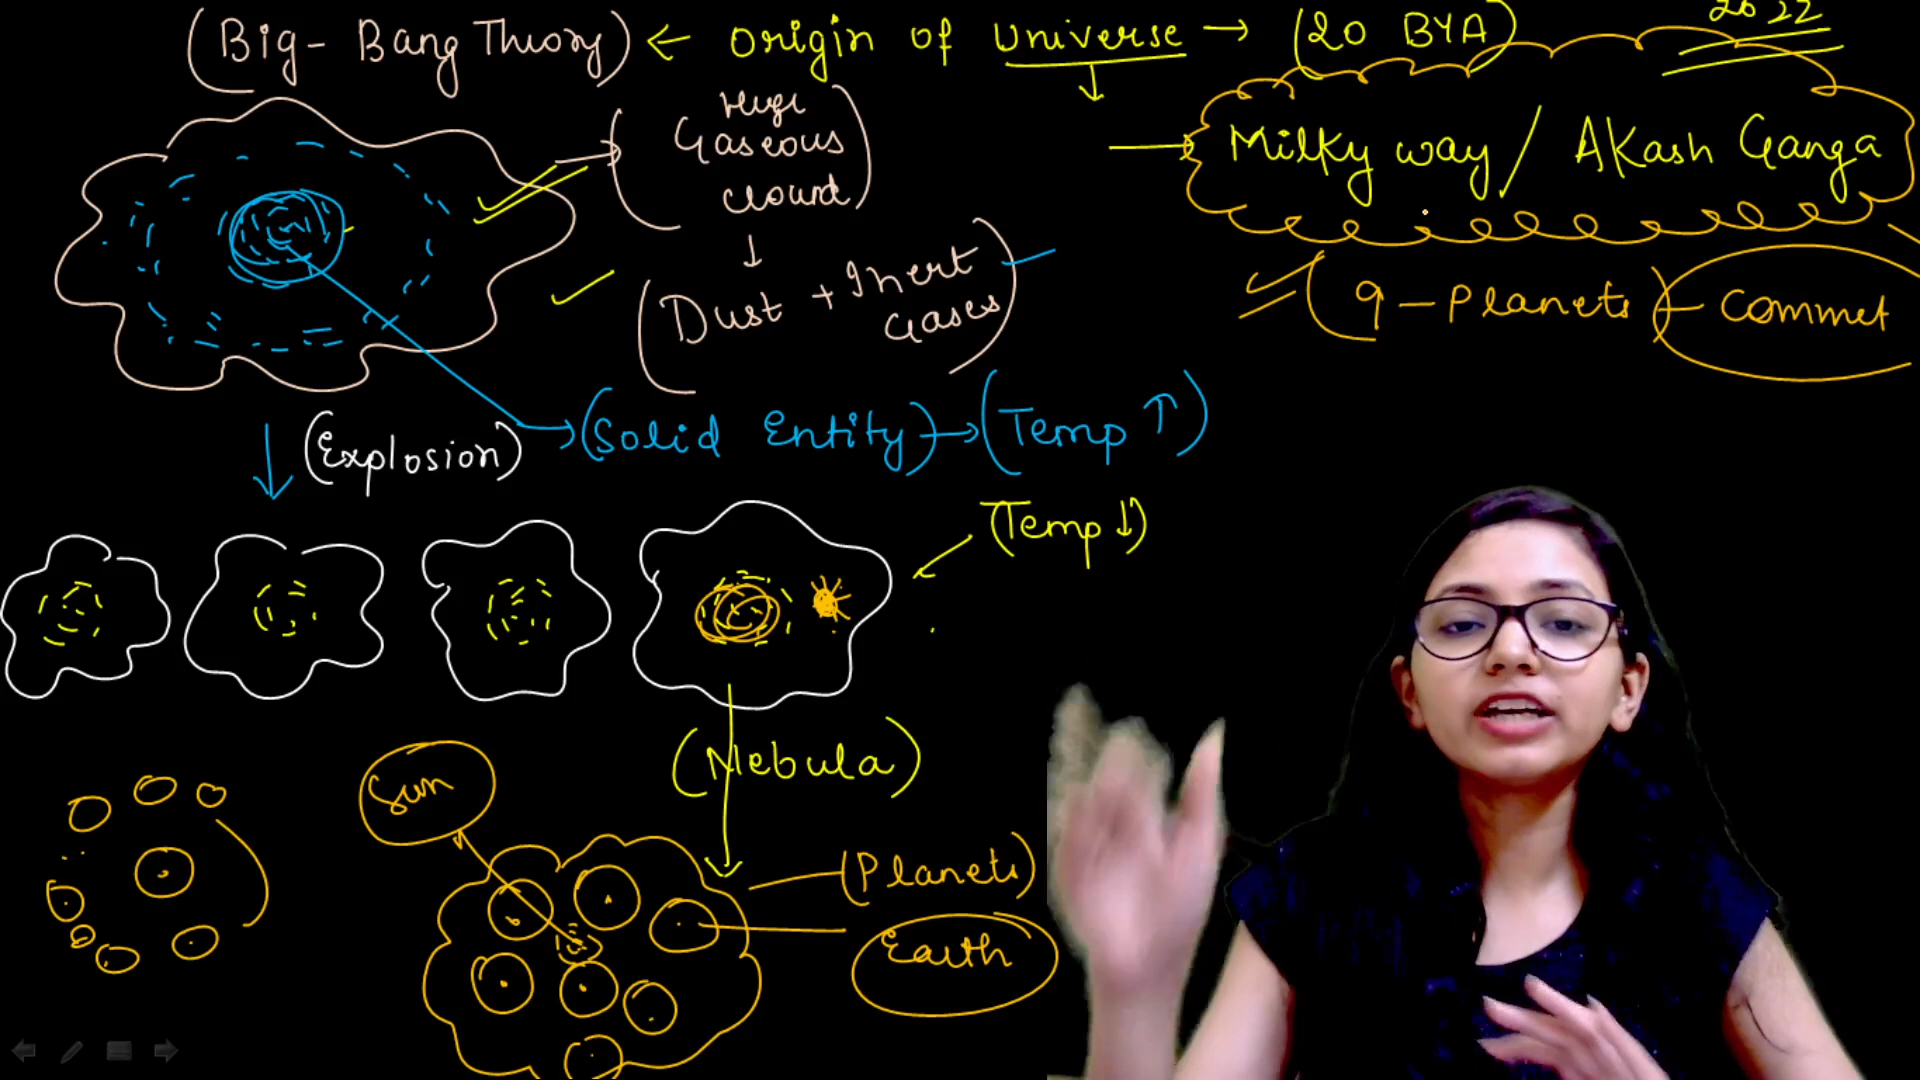 (Big-Bang Theory) ← Origin of Universe → (20 BYA)
2022
Huge
Gaseous
Cloud
Milky way / Akash Ganga
↓
(Dust + Inert
Gases)
(9 - Planets) - Commet
(Explosion)
(Solid Entity) → (Temp ↑)
(Temp ↓)
(Nebula)
Sun
(Planets)
Earth